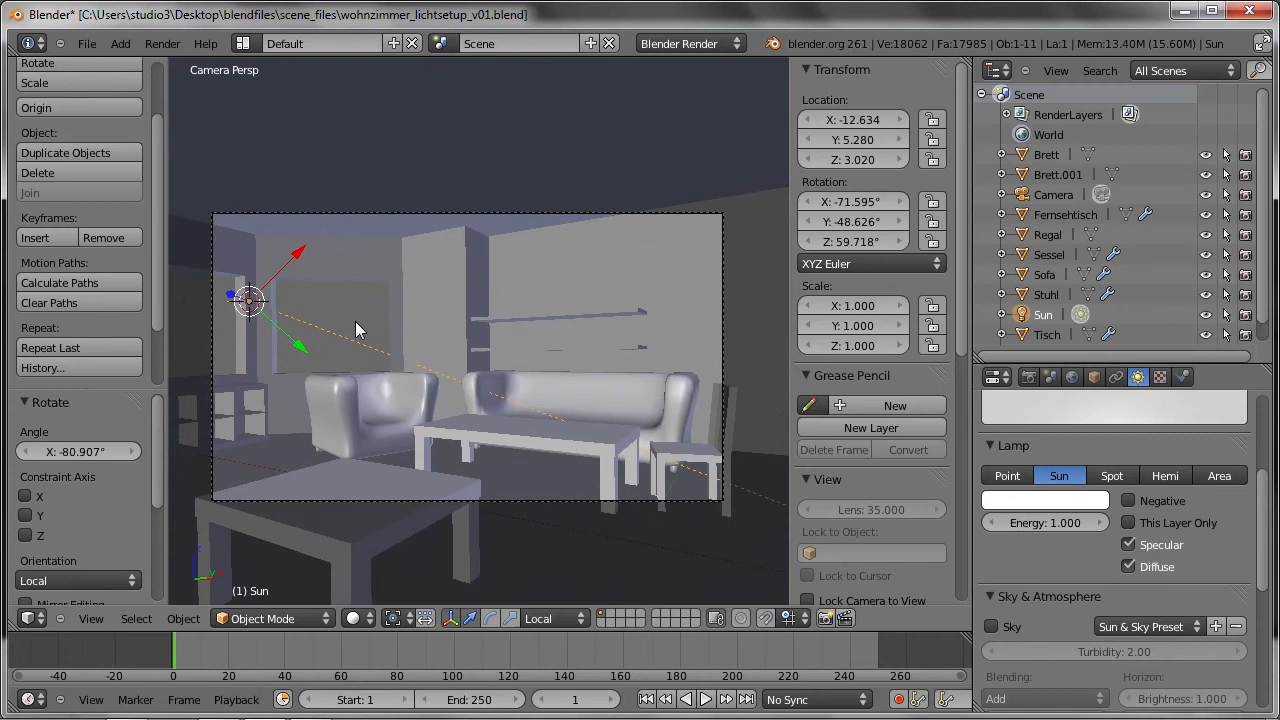 Blender* [C:\Users\studio3\Desktop\blendfiles\scene_files\wohnzimmer_lichtsetup_v01.blend]
File Add Render Help Default Scene Blender Render blender.org 261 | Ve:18062 | Fa:17985 | Ob:1-11 | La:1 | Mem:13.40M (15.60M) | Sun
Rotate
Scale
Origin
Object:
Duplicate Objects
Delete
Join
Keyframes:
Insert Remove
Motion Paths:
Calculate Paths
Clear Paths
Repeat:
Repeat Last
History...
Rotate
Angle
X: -80.907°
Constraint Axis
X
Y
Z
Orientation
Local
Camera Persp
(1) Sun
Transform
Location:
X: -12.634
Y: 5.280
Z: 3.020
Rotation:
X: -71.595°
Y: -48.626°
Z: 59.718°
XYZ Euler
Scale:
X: 1.000
Y: 1.000
Z: 1.000
Grease Pencil
New
New Layer
Delete Frame Convert
View
Lens: 35.000
Lock to Object:
Lock to Cursor
Lock Camera to View
View Search All Scenes
Scene
RenderLayers
World
Brett
Brett.001
Camera
Fernsehtisch
Regal
Sessel
Sofa
Stuhl
Sun
Tisch
Lamp
Point Sun Spot Hemi Area
Negative
Energy: 1.000 This Layer Only
Specular
Diffuse
Sky & Atmosphere
Sky Sun & Sky Preset
Turbidity: 2.00
Blending: Horizon:
Add Brightness: 1.000
View Select Object Object Mode Local
-40 -20 0 20 40 60 80 100 120 140 160 180 200 220 240 260
View Marker Frame Playback Start: 1 End: 250 1 No Sync